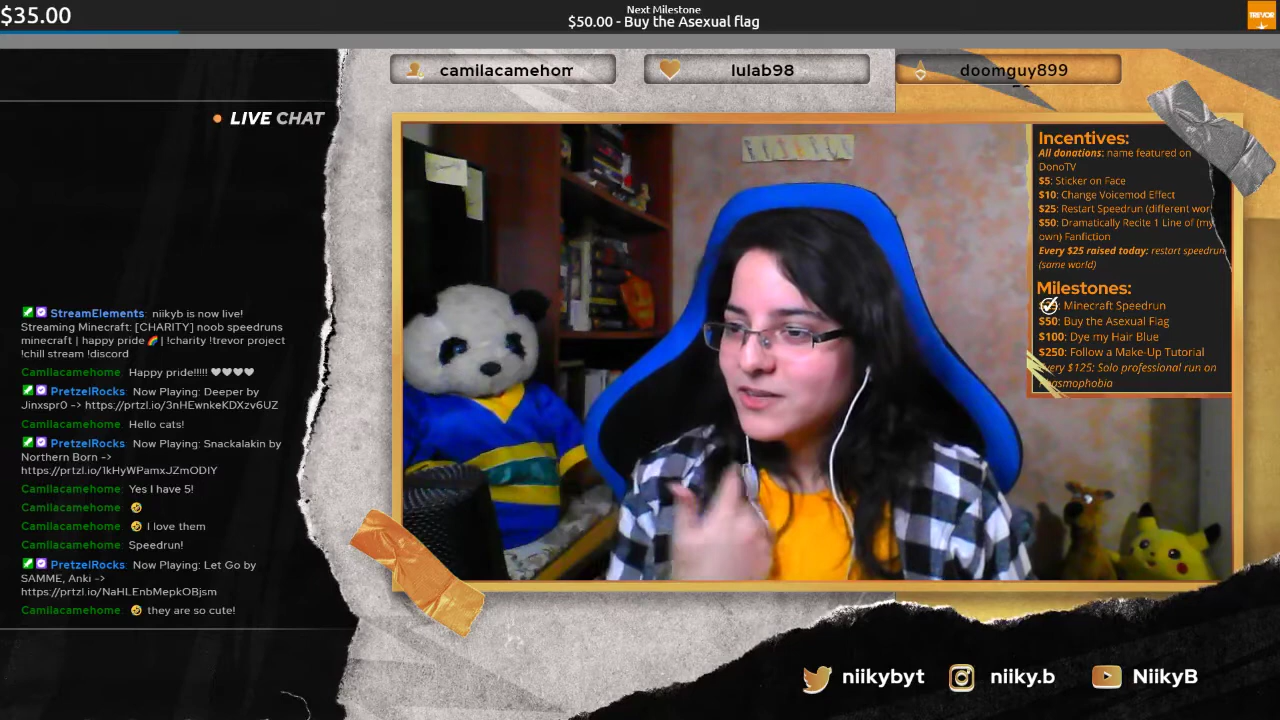 $35.00
Next Milestone
$50.00 - Buy the Asexual flag
TREVOR
camilacamehom
lulab98
doomguy899
LIVE CHAT
StreamElements: niikyb is now live!
Streaming Minecraft: [CHARITY] noob speedruns
minecraft | happy pride 🏳️‍🌈 | !charity !trevor project
!chill stream !discord
Camilacamehome: Happy pride!!!!! ♥♥♥♥
PretzelRocks: Now Playing: Deeper by
Jinxspr0 -> https://prtzl.io/3nHEwnkeKDXzv6UZ
Camilacamehome: Hello cats!
PretzelRocks: Now Playing: Snackalakin by
Northern Born ->
https://prtzl.io/1kHyWPamxJZmODlY
Camilacamehome: Yes I have 5!
Camilacamehome: 🤣
Camilacamehome: 🤣 I love them
Camilacamehome: Speedrun!
PretzelRocks: Now Playing: Let Go by
SAMME, Anki ->
https://prtzl.io/NaHLEnbMepkOBjsm
Camilacamehome: 🤣 they are so cute!
Incentives:
All donations: name featured on
DonoTV
$5: Sticker on Face
$10: Change Voicemod Effect
$25: Restart Speedrun (different wor
$50: Dramatically Recite 1 Line of (my
own) Fanfiction
Every $25 raised today: restart speedrun
(same world)
Milestones:
Minecraft Speedrun
$50: Buy the Asexual Flag
$100: Dye my Hair Blue
$250: Follow a Make-Up Tutorial
Every $125: Solo professional run on
Phasmophobia
niikybyt
niiky.b
NiikyB